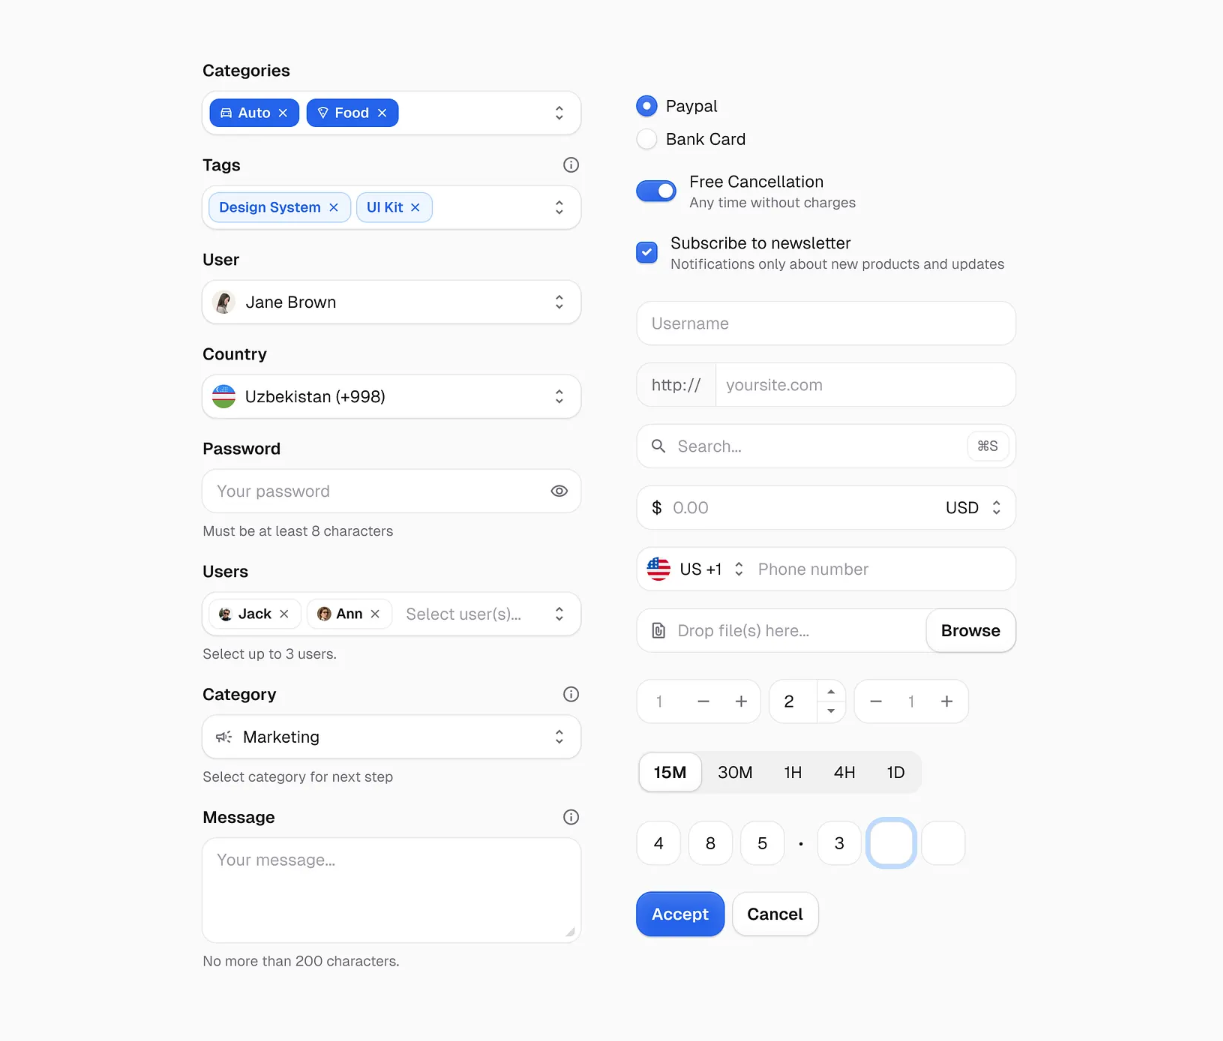 Categories
Auto
Food
Tags
Design System
UI Kit
User
Jane Brown
Country
Uzbekistan (+998)
Password
Your password
Must be at least 8 characters
Users
Jack
Ann
Select user(s)...
Select up to 3 users.
Category
Marketing
Select category for next step
Message
Your message...
No more than 200 characters.
Paypal
Bank Card
Free Cancellation
Any time without charges
Subscribe to newsletter
Notifications only about new products and updates
Username
http:// yoursite.com
Search... ⌘S
$ 0.00 USD
US +1 Phone number
Drop file(s) here... Browse
1 − + 2 − 1 +
15M 30M 1H 4H 1D
4 8 5 · 3
Accept Cancel